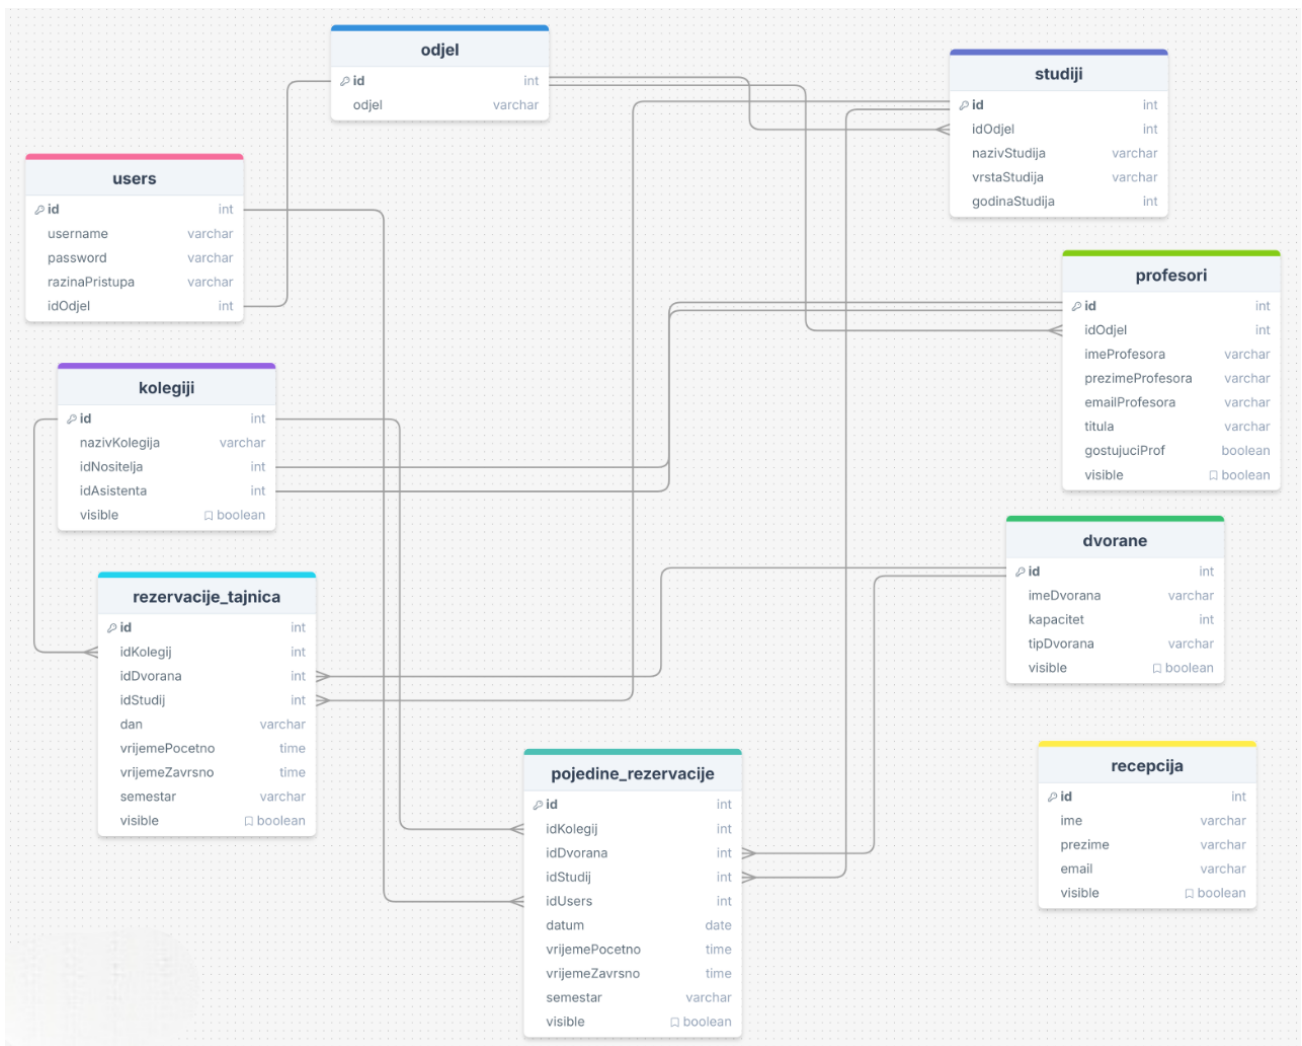 odjel
id int
odjel varchar
studiji
id int
idOdjel int
nazivStudija varchar
vrstaStudija varchar
godinaStudija int
users
id int
username varchar
password varchar
razinaPristupa varchar
idOdjel int
profesori
id int
idOdjel int
imeProfesora varchar
prezimeProfesora varchar
emailProfesora varchar
titula varchar
gostujuciProf boolean
visible boolean
kolegiji
id int
nazivKolegija varchar
idNositelja int
idAsistenta int
visible boolean
dvorane
id int
imeDvorana varchar
kapacitet int
tipDvorana varchar
visible boolean
rezervacije_tajnica
id int
idKolegij int
idDvorana int
idStudij int
dan varchar
vrijemePocetno time
vrijemeZavrsno time
semestar varchar
visible boolean
pojedine_rezervacije
id int
idKolegij int
idDvorana int
idStudij int
idUsers int
datum date
vrijemePocetno time
vrijemeZavrsno time
semestar varchar
visible boolean
recepcija
id int
ime varchar
prezime varchar
email varchar
visible boolean